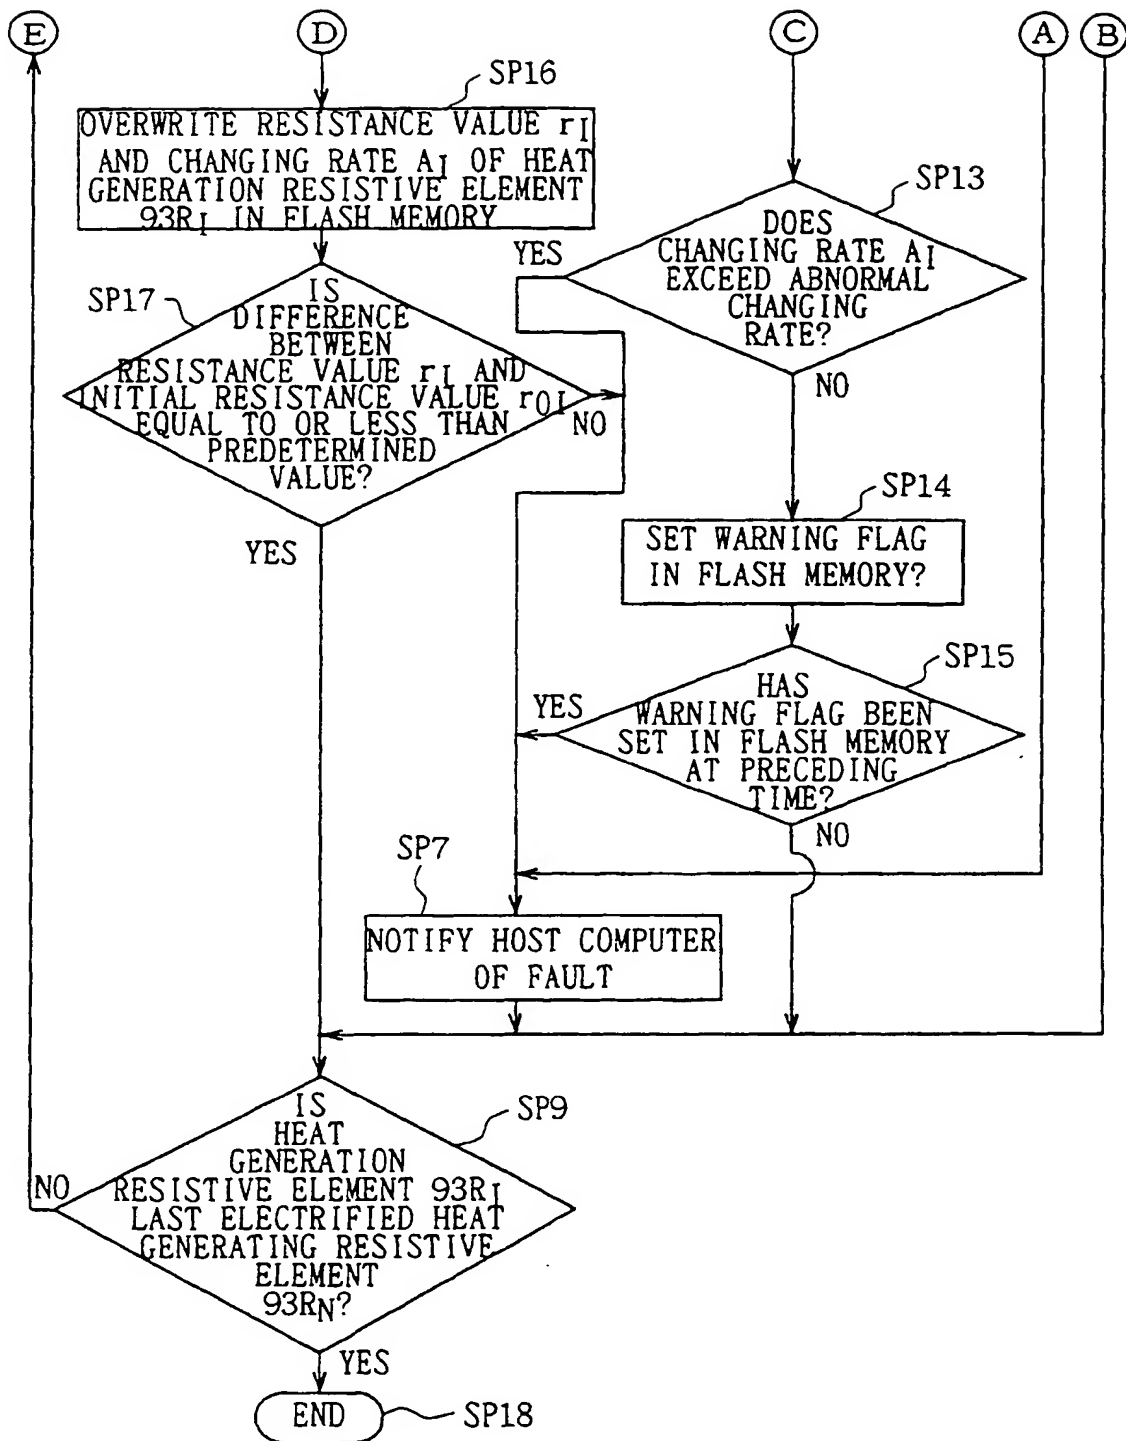 E
D
C
A
B
SP16
OVERWRITE RESISTANCE VALUE rI
AND CHANGING RATE AI OF HEAT
GENERATION RESISTIVE ELEMENT
93RI IN FLASH MEMORY
SP13
DOES
CHANGING RATE AI
EXCEED ABNORMAL
CHANGING
RATE?
YES
NO
SP17
IS
DIFFERENCE
BETWEEN
RESISTANCE VALUE rI AND
INITIAL RESISTANCE VALUE r0I
EQUAL TO OR LESS THAN
PREDETERMINED
VALUE?
NO
YES
SP14
SET WARNING FLAG
IN FLASH MEMORY?
SP15
HAS
WARNING FLAG BEEN
SET IN FLASH MEMORY
AT PRECEDING
TIME?
YES
NO
SP7
NOTIFY HOST COMPUTER
OF FAULT
SP9
IS
HEAT
GENERATION
RESISTIVE ELEMENT 93RI
LAST ELECTRIFIED HEAT
GENERATING RESISTIVE
ELEMENT
93RN?
NO
YES
END
SP18